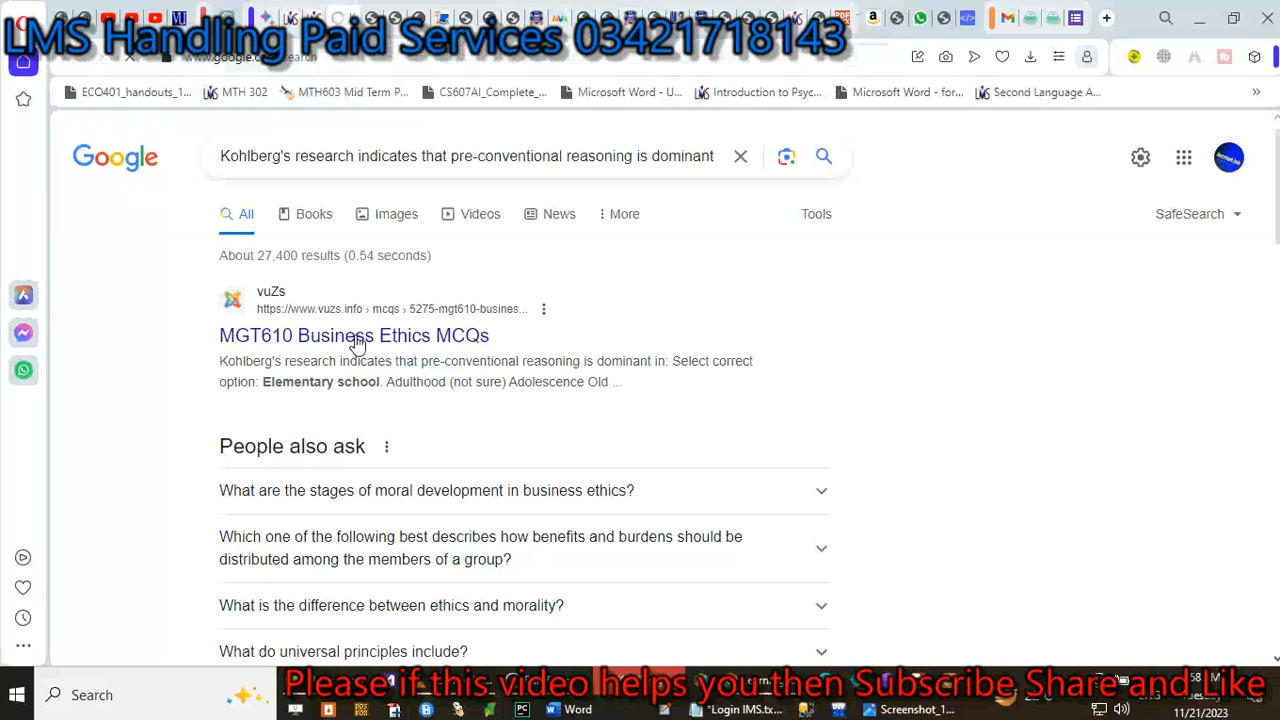 LMS Handling Paid Services 03421718143
www.google.com
ECO401_handouts_1... MTH 302 MTH603 Mid Term P... CS607AI_Complete_... Microsoft Word - U... Introduction to Psyc... Microsoft Word - for... Second Language A... »
Google
Kohlberg's research indicates that pre-conventional reasoning is dominant
All Books Images Videos News More Tools SafeSearch
About 27,400 results (0.54 seconds)
vuZs
https://www.vuzs.info › mcqs › 5275-mgt610-busines...
MGT610 Business Ethics MCQs
Kohlberg's research indicates that pre-conventional reasoning is dominant in: Select correct
option: Elementary school. Adulthood (not sure) Adolescence Old ...
People also ask
What are the stages of moral development in business ethics?
Which one of the following best describes how benefits and burdens should be
distributed among the members of a group?
What is the difference between ethics and morality?
What do universal principles include?
Please if this video helps you then Subscribe Share and Like
Search
Word *Login IMS.tx... Screenshot_1...
11/21/2023